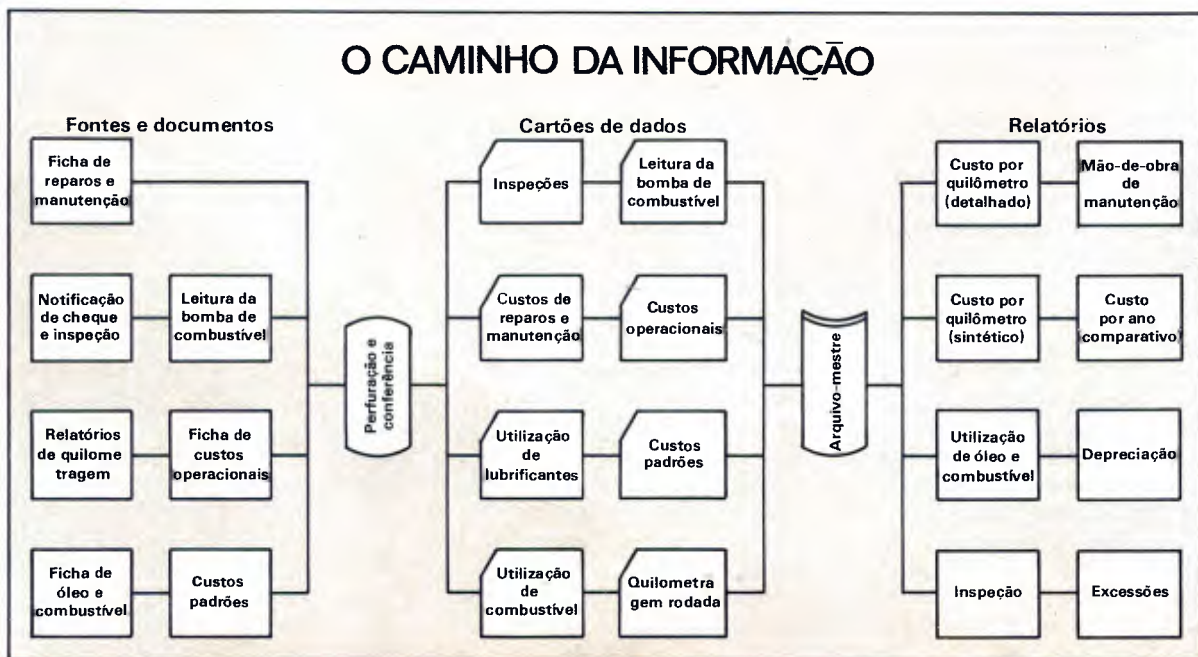 O CAMINHO DA INFORMAÇÃO
Fontes e documentos
Ficha de
reparos e
manutenção
Notificação
de cheque
e inspeção
Leitura da
bomba de
combustível
Relatórios
de quilome
tragem
Ficha de
custos
operacionais
Ficha de
óleo e
combustível
Custos
padrões
Perfuração e
conferência
Cartões de dados
Inspeções
Leitura da
bomba de
combustível
Custos de
reparos e
manutenção
Custos
operacionais
Utilização
de
lubrificantes
Custos
padrões
Utilização
de
combustível
Quilometra
gem rodada
Arquivo-mestre
Relatórios
Custo por
quilômetro
(detalhado)
Mão-de-obra
de
manutenção
Custo por
quilômetro
(sintético)
Custo
por ano
(comparativo)
Utilização
de óleo e
combustível
Depreciação
Inspeção
Excessões